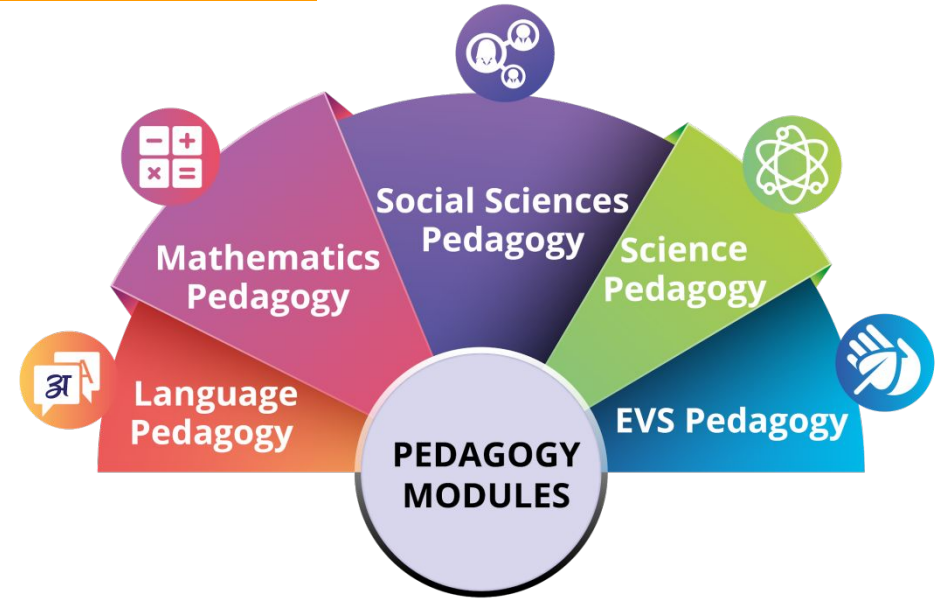 Social Sciences
Pedagogy
Mathematics
Pedagogy
Science
Pedagogy
Language
Pedagogy
EVS Pedagogy
PEDAGOGY
MODULES
अ
A
− +
× =